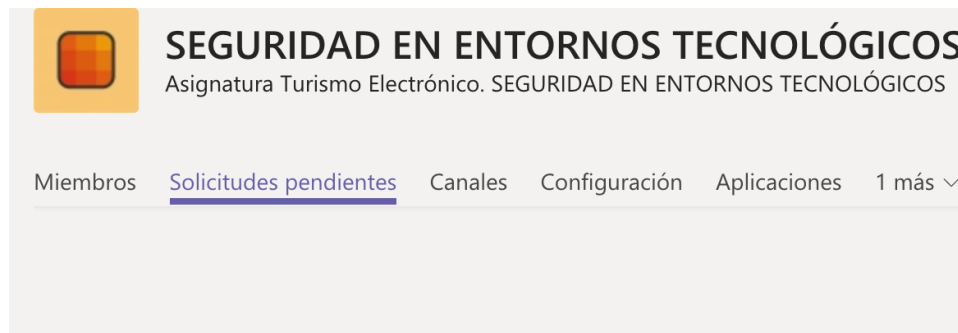 SEGURIDAD EN ENTORNOS TECNOLÓGICOS
Asignatura Turismo Electrónico. SEGURIDAD EN ENTORNOS TECNOLÓGICOS
Miembros Solicitudes pendientes Canales Configuración Aplicaciones 1 más